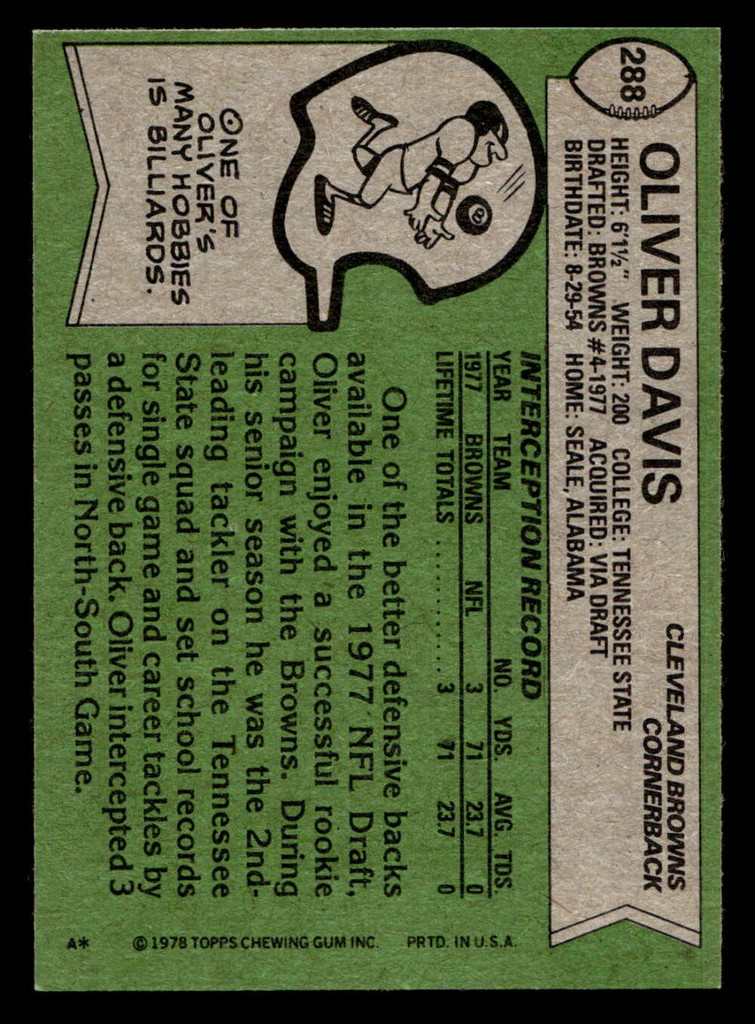 288
OLIVER DAVIS
CLEVELAND BROWNS
CORNERBACK
HEIGHT: 6'1½" WEIGHT: 200 COLLEGE: TENNESSEE STATE
DRAFTED: BROWNS #4-1977 ACQUIRED: VIA DRAFT
BIRTHDATE: 8-29-54 HOME: SEALE, ALABAMA
8
ONE OF
OLIVER'S
MANY HOBBIES
IS BILLIARDS.
INTERCEPTION RECORD
YEAR TEAM NO. YDS. AVG. TDS.
1977 BROWNS NFL 3 71 23.7 0
LIFETIME TOTALS .......... 3 71 23.7 0
One of the better defensive backs
available in the 1977 NFL Draft,
Oliver enjoyed a successful rookie
campaign with the Browns. During
his senior season he was the 2nd-
leading tackler on the Tennessee
State squad and set school records
for single game and career tackles by
a defensive back. Oliver intercepted 3
passes in North-South Game.
A* © 1978 TOPPS CHEWING GUM INC. PRTD. IN U.S.A.